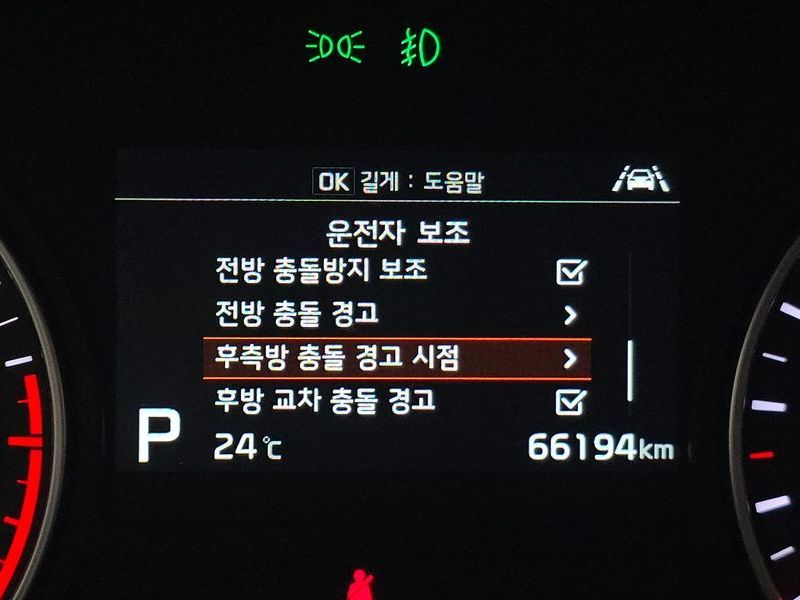 OK 길게 : 도움말
운전자 보조
전방 충돌방지 보조
전방 충돌 경고
후측방 충돌 경고 시점
후방 교차 충돌 경고
P 24℃ 66194km